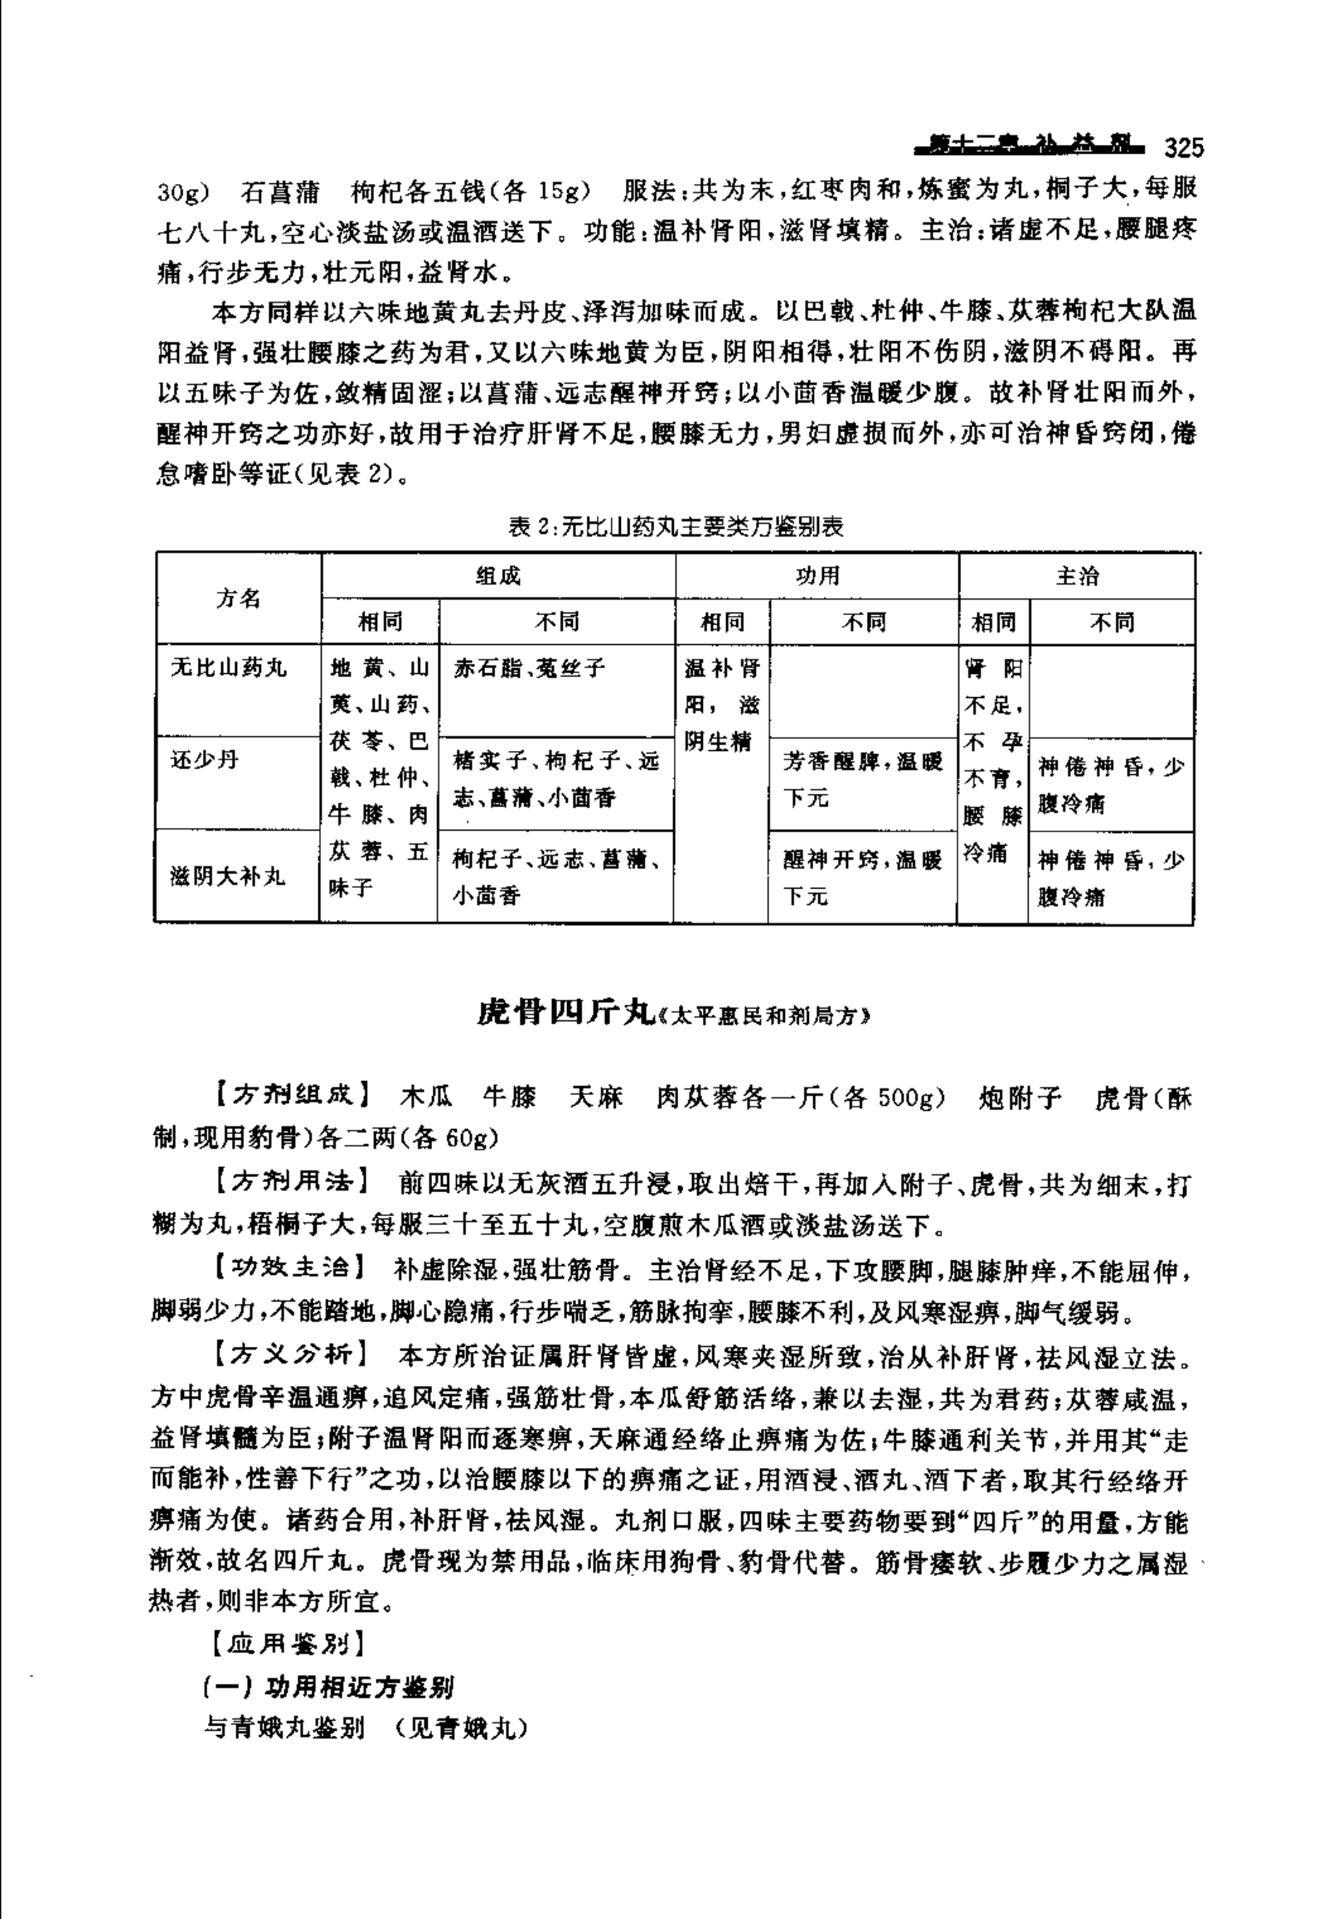 第十二章 补益剂 325
30g) 石菖蒲 枸杞各五钱(各 15g) 服法:共为末,红枣肉和,炼蜜为丸,桐子大,每服
七八十丸,空心淡盐汤或温酒送下。功能:温补肾阳,滋肾填精。主治:诸虚不足,腰腿疼
痛,行步无力,壮元阳,益肾水。
本方同样以六味地黄丸去丹皮、泽泻加味而成。以巴戟、杜仲、牛膝、苁蓉枸杞大队温
阳益肾,强壮腰膝之药为君,又以六味地黄为臣,阴阳相得,壮阳不伤阴,滋阴不碍阳。再
以五味子为佐,敛精固涩;以菖蒲、远志醒神开窍;以小茴香温暖少腹。故补肾壮阳而外,
醒神开窍之功亦好,故用于治疗肝肾不足,腰膝无力,男妇虚损而外,亦可治神昏窍闭,倦
怠嗜卧等证(见表 2)。
表 2:无比山药丸主要类方鉴别表
方名 组成 功用 主治
相同 不同 相同 不同 相同 不同
无比山药丸
地黄、山
萸、山药、
茯苓、巴
戟、杜仲、
牛膝、肉
苁蓉、五
味子
赤石脂、菟丝子
温补肾
阳,滋
阴生精
肾阳
不足,
不孕
不育,
腰膝
冷痛
还少丹
楮实子、枸杞子、远
志、菖蒲、小茴香
芳香醒脾,温暖
下元
神倦神昏,少
腹冷痛
滋阴大补丸
枸杞子、远志、菖蒲、
小茴香
醒神开窍,温暖
下元
神倦神昏,少
腹冷痛
虎骨四斤丸《太平惠民和剂局方》
【方剂组成】 木瓜 牛膝 天麻 肉苁蓉各一斤(各 500g) 炮附子 虎骨(酥
制,现用豹骨)各二两(各 60g)
【方剂用法】 前四味以无灰酒五升浸,取出焙干,再加入附子、虎骨,共为细末,打
糊为丸,梧桐子大,每服三十至五十丸,空腹煎木瓜酒或淡盐汤送下。
【功效主治】 补虚除湿,强壮筋骨。主治肾经不足,下攻腰脚,腿膝肿痒,不能屈伸,
脚弱少力,不能踏地,脚心隐痛,行步喘乏,筋脉拘挛,腰膝不利,及风寒湿痹,脚气缓弱。
【方义分析】 本方所治证属肝肾皆虚,风寒夹湿所致,治从补肝肾,祛风湿立法。
方中虎骨辛温通痹,追风定痛,强筋壮骨,本瓜舒筋活络,兼以去湿,共为君药;苁蓉咸温,
益肾填髓为臣;附子温肾阳而逐寒痹,天麻通经络止痹痛为佐;牛膝通利关节,并用其“走
而能补,性善下行”之功,以治腰膝以下的痹痛之证,用酒浸、酒丸、酒下者,取其行经络开
痹痛为使。诸药合用,补肝肾,祛风湿。丸剂口服,四味主要药物要到“四斤”的用量,方能
渐效,故名四斤丸。虎骨现为禁用品,临床用狗骨、豹骨代替。筋骨痿软、步履少力之属湿
热者,则非本方所宜。
【应用鉴别】
(一) 功用相近方鉴别
与青娥丸鉴别 (见青娥丸)